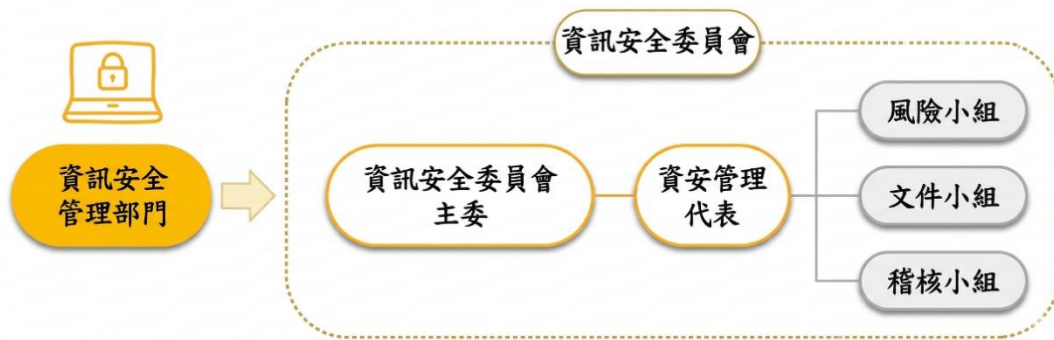 資訊安全委員會
資訊安全
管理部門
資訊安全委員會
主委
資安管理
代表
風險小組
文件小組
稽核小組